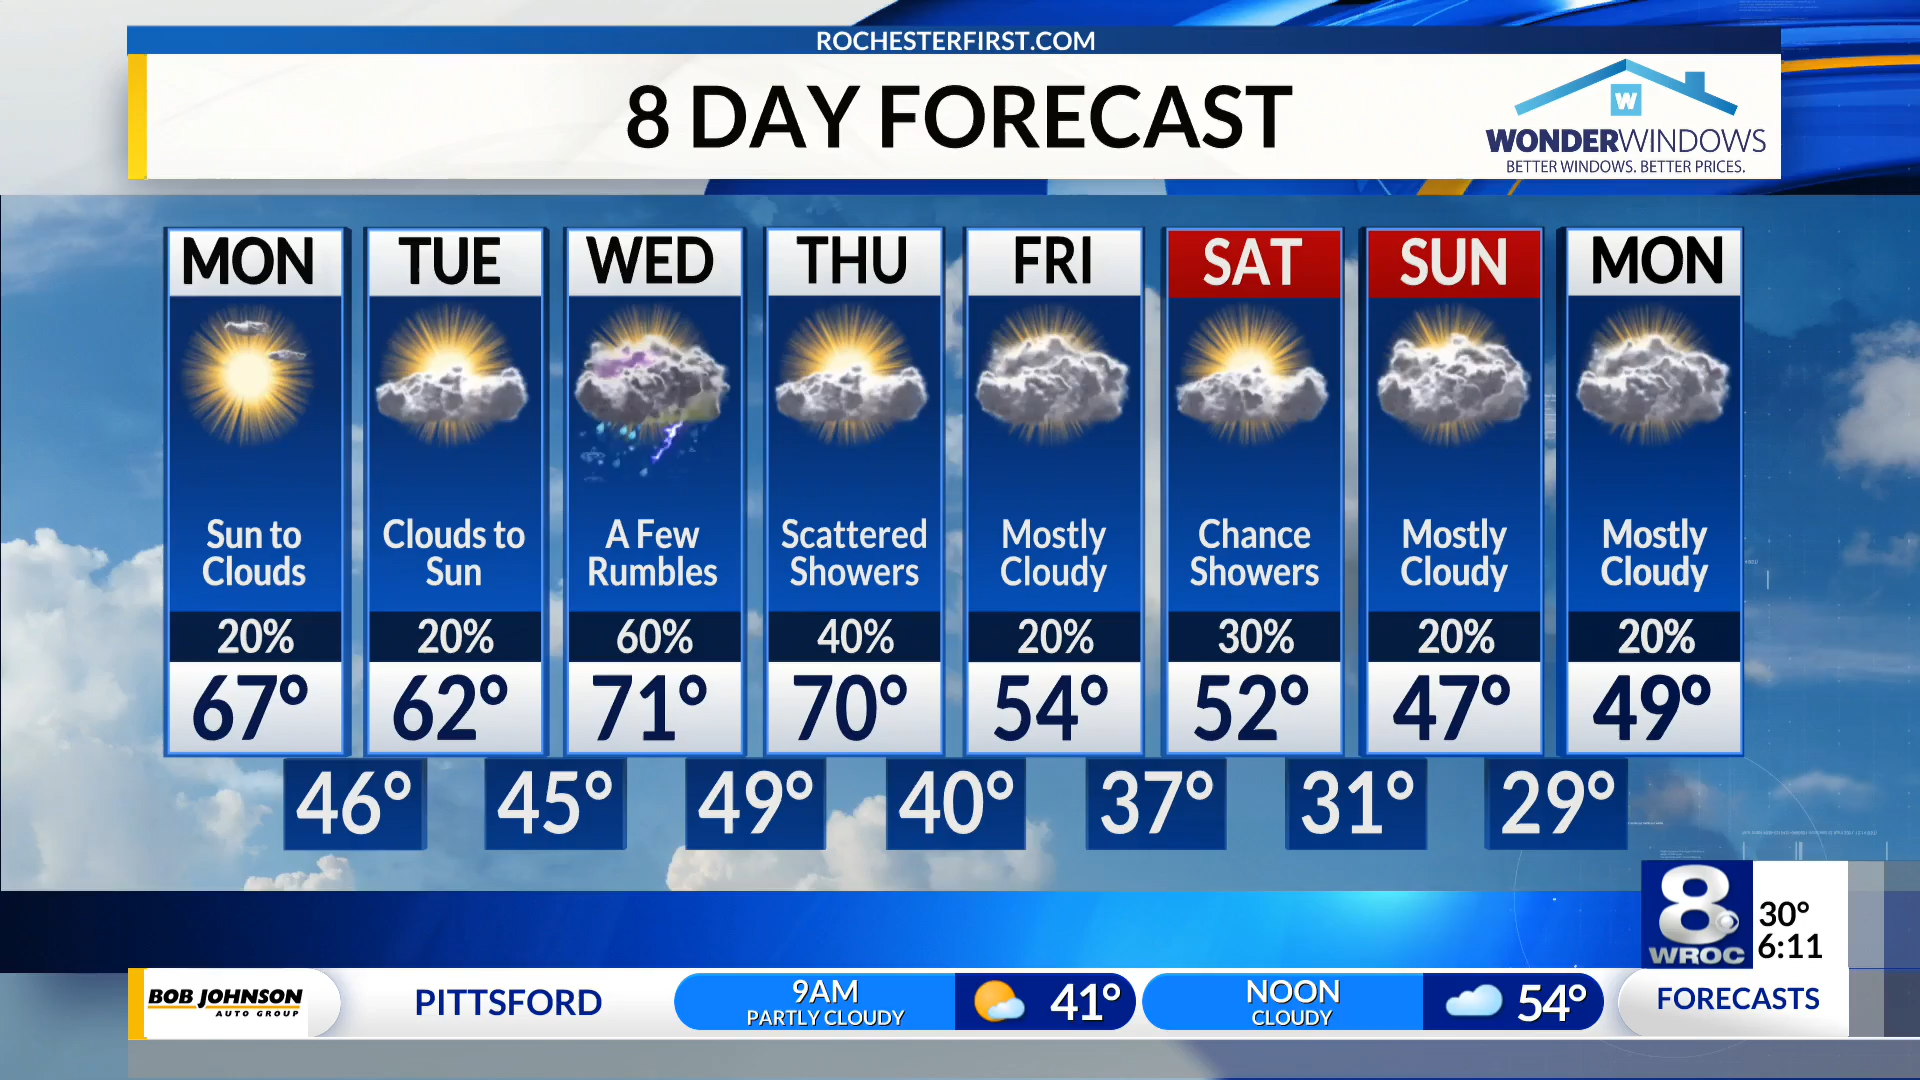 ROCHESTERFIRST.COM
8 DAY FORECAST
W
WONDERWINDOWS
BETTER WINDOWS. BETTER PRICES.
MON TUE WED THU FRI SAT SUN MON
Sun to Clouds to A Few Scattered Mostly Chance Mostly Mostly
Clouds Sun Rumbles Showers Cloudy Showers Cloudy Cloudy
20% 20% 60% 40% 20% 30% 20% 20%
67° 62° 71° 70° 54° 52° 47° 49°
46° 45° 49° 40° 37° 31° 29°
8
WROC
30°
6:11
BOB JOHNSON
AUTO GROUP
PITTSFORD
9AM
PARTLY CLOUDY
41°
NOON
CLOUDY
54°
FORECASTS